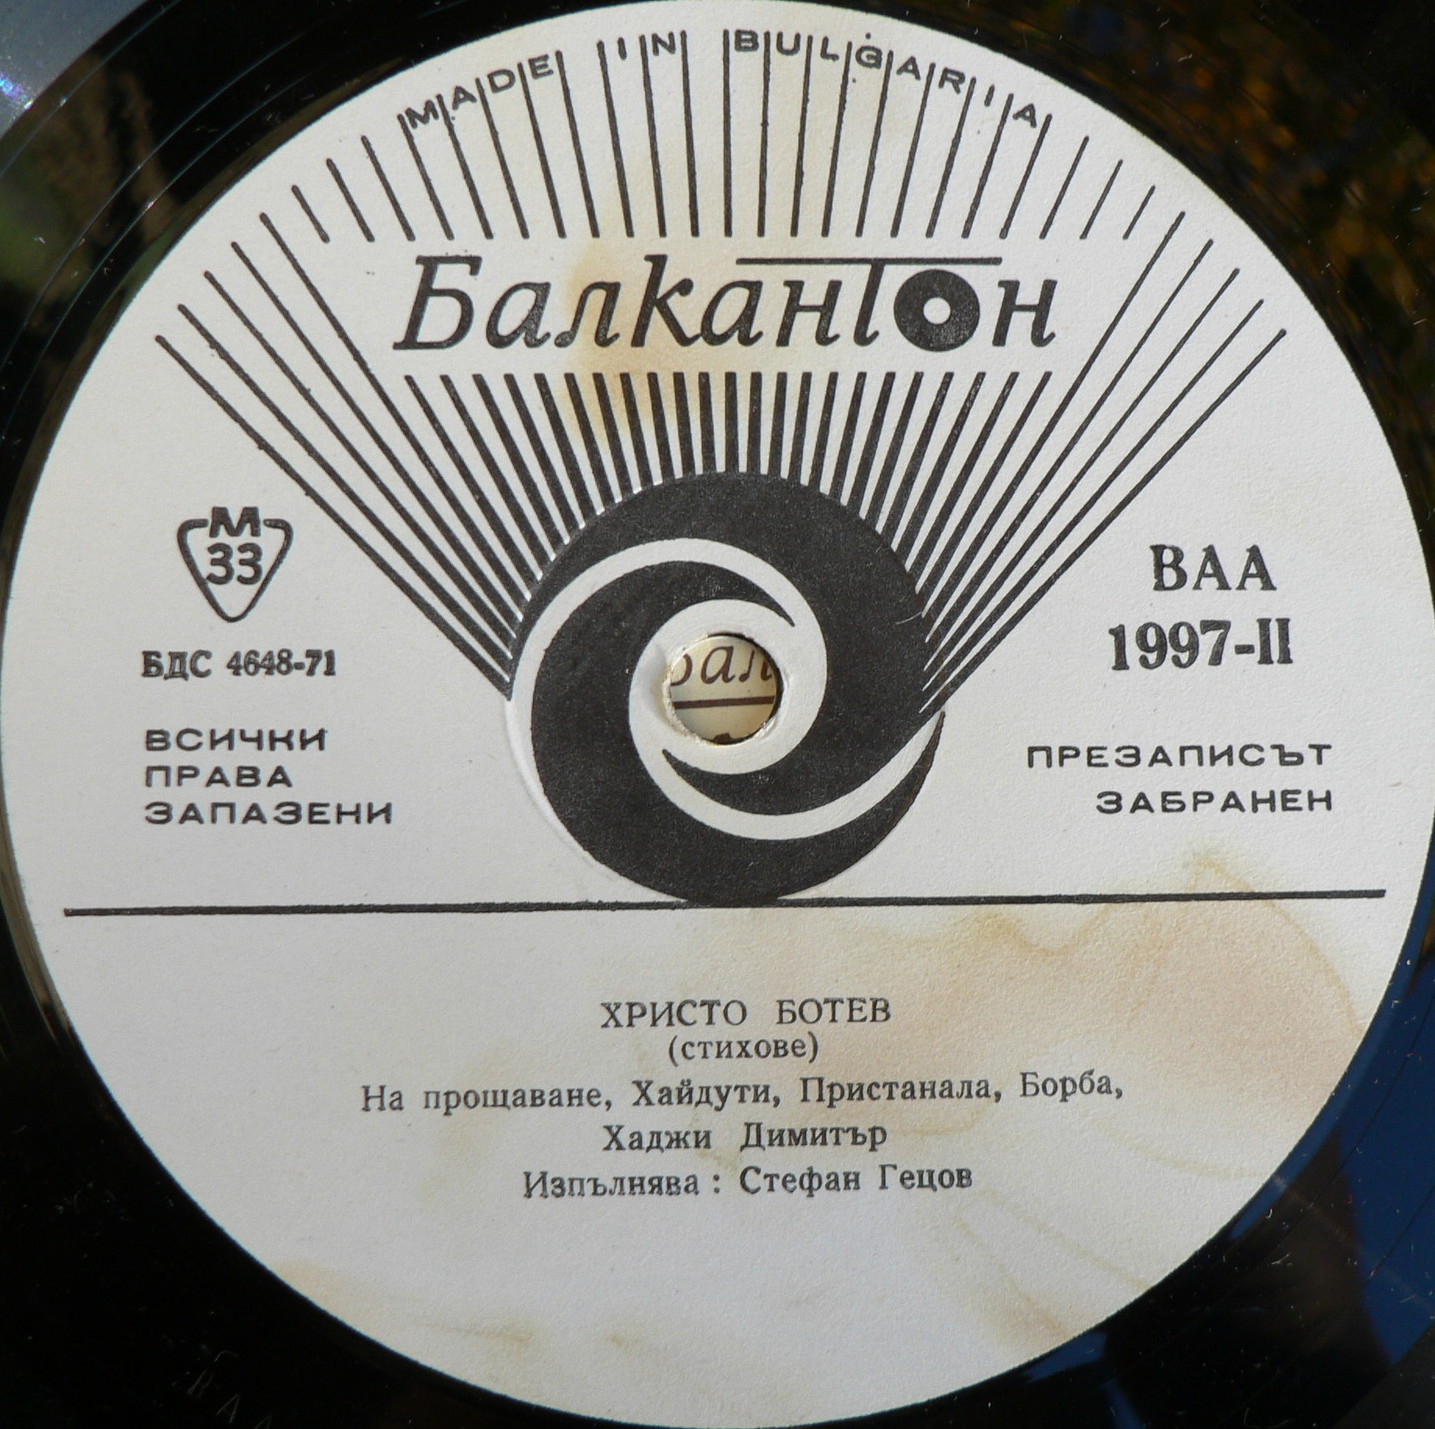 MADE IN BULGARIA
Балкантон
М
33
БДС 4648-71
ВСИЧКИ
ПРАВА
ЗАПАЗЕНИ
ВАА
1997-II
ПРЕЗАПИСЪТ
ЗАБРАНЕН
ХРИСТО БОТЕВ
(стихове)
На прощаване, Хайдути, Пристанала, Борба,
Хаджи Димитър
Изпълнява : Стефан Гецов